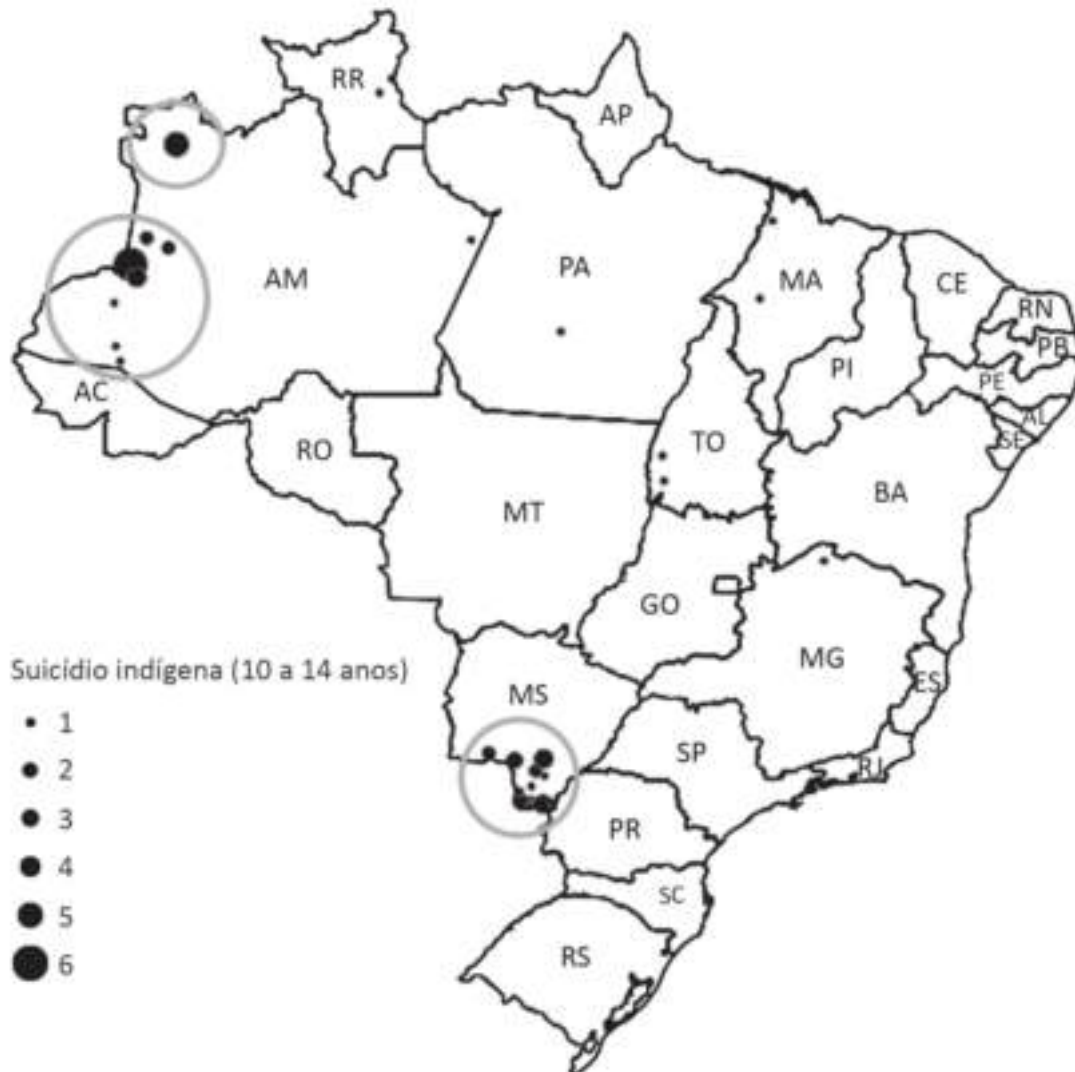 RR
AP
AM
PA
MA
CE
RN
PB
PI
PE
AL
SE
AC
TO
RO
BA
MT
GO
MG
ES
MS
SP
RJ
PR
SC
RS
Suicídio indígena (10 a 14 anos)
1
2
3
4
5
6